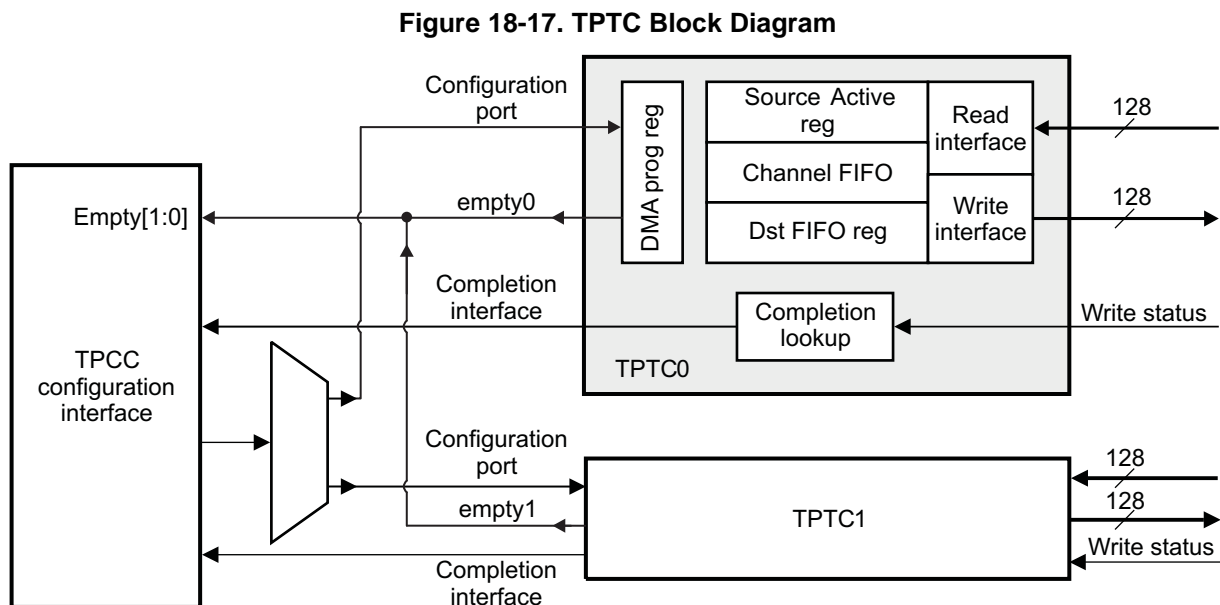 Figure 18-17. TPTC Block Diagram
Configuration
port
DMA prog reg
Source Active
reg
Channel FIFO
Dst FIFO reg
Read
interface
Write
interface
128
128
Empty[1:0]
empty0
Completion
interface
Completion
lookup
Write status
TPTC0
TPCC
configuration
interface
Configuration
port
empty1
Completion
interface
TPTC1
128
128
Write status